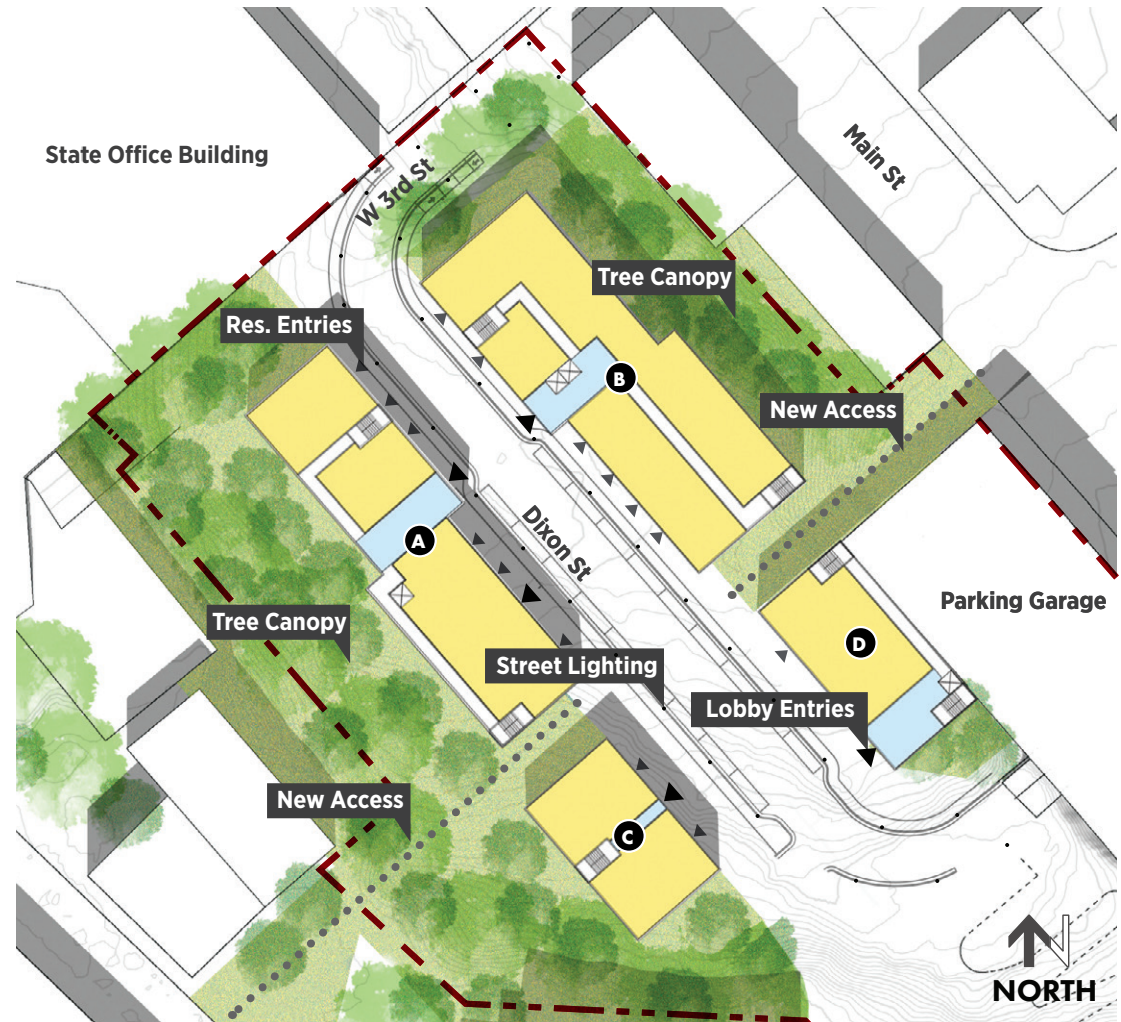 State Office Building
W 3rd St
Main St
Tree Canopy
Res. Entries
B
New Access
A
Dixon St
Parking Garage
Tree Canopy
D
Street Lighting
Lobby Entries
New Access
C
N
NORTH